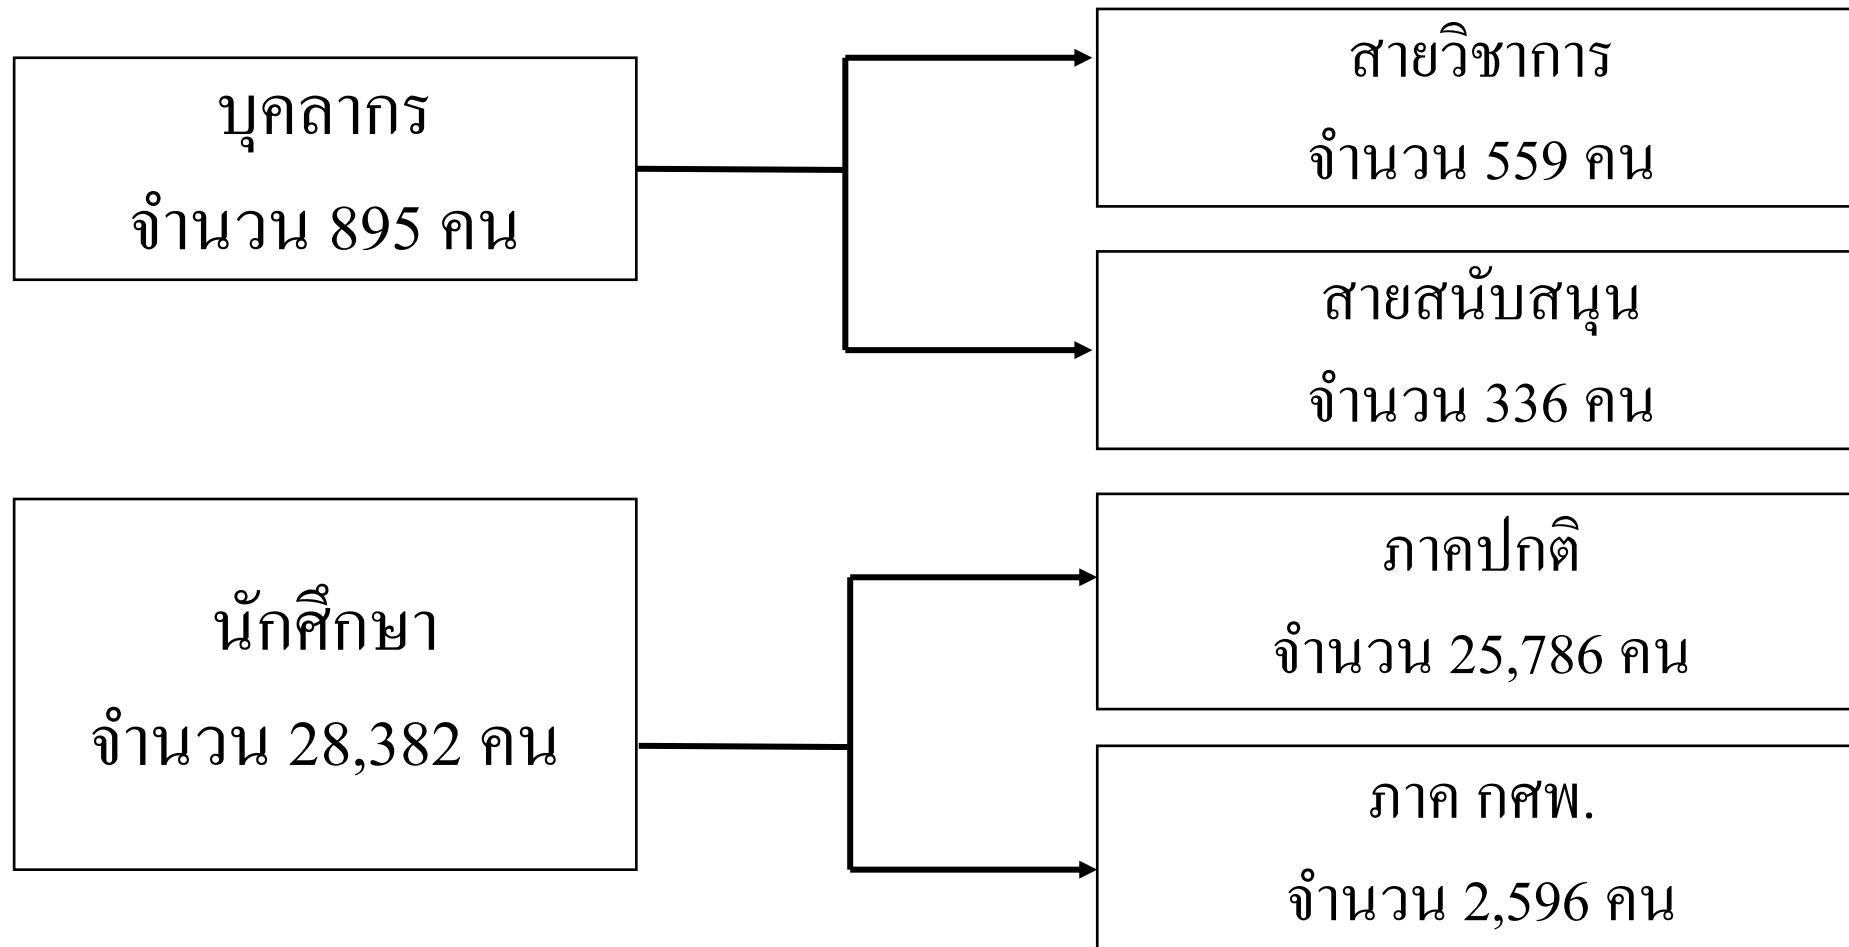 บุคลากร
จำนวน 895 คน
สายวิชาการ
จำนวน 559 คน
สายสนับสนุน
จำนวน 336 คน
นักศึกษา
จำนวน 28,382 คน
ภาคปกติ
จำนวน 25,786 คน
ภาค กศพ.
จำนวน 2,596 คน